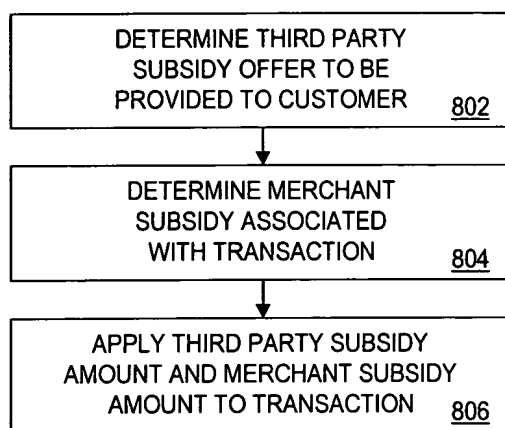 DETERMINE THIRD PARTY
SUBSIDY OFFER TO BE
PROVIDED TO CUSTOMER 802
DETERMINE MERCHANT
SUBSIDY ASSOCIATED
WITH TRANSACTION 804
APPLY THIRD PARTY SUBSIDY
AMOUNT AND MERCHANT SUBSIDY
AMOUNT TO TRANSACTION 806